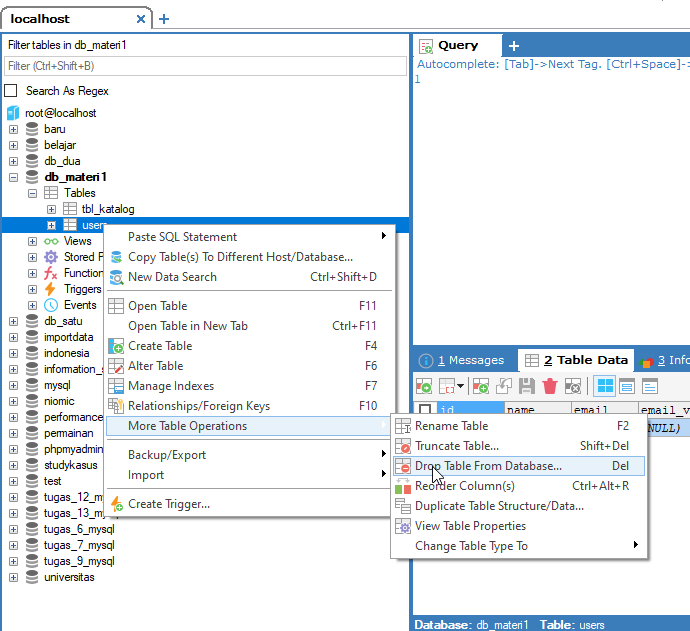 localhost
Filter tables in db_materi1
Filter (Ctrl+Shift+B)
Search As Regex
root@localhost
baru
belajar
db_dua
db_materi1
Tables
tbl_katalog
users
Views
Stored P
Function
Triggers
Events
db_satu
importdata
indonesia
information_s
mysql
niomic
performance
permainan
phpmyadmin
studykasus
test
tugas_12_m
tugas_13_mysql
tugas_6_mysql
tugas_7_mysql
tugas_9_mysql
universitas
Paste SQL Statement
Copy Table(s) To Different Host/Database...
New Data Search Ctrl+Shift+D
Open Table F11
Open Table in New Tab Ctrl+F11
Create Table F4
Alter Table F6
Manage Indexes F7
Relationships/Foreign Keys F10
More Table Operations
Backup/Export
Import
Create Trigger...
Query
Autocomplete: [Tab]->Next Tag. [Ctrl+Space]-
1
1 Messages 2 Table Data 3 Info
id name email email_v
NULL)
Rename Table F2
Truncate Table... Shift+Del
Drop Table From Database... Del
Reorder Column(s) Ctrl+Alt+R
Duplicate Table Structure/Data...
View Table Properties
Change Table Type To
Database: db_materi1 Table: users